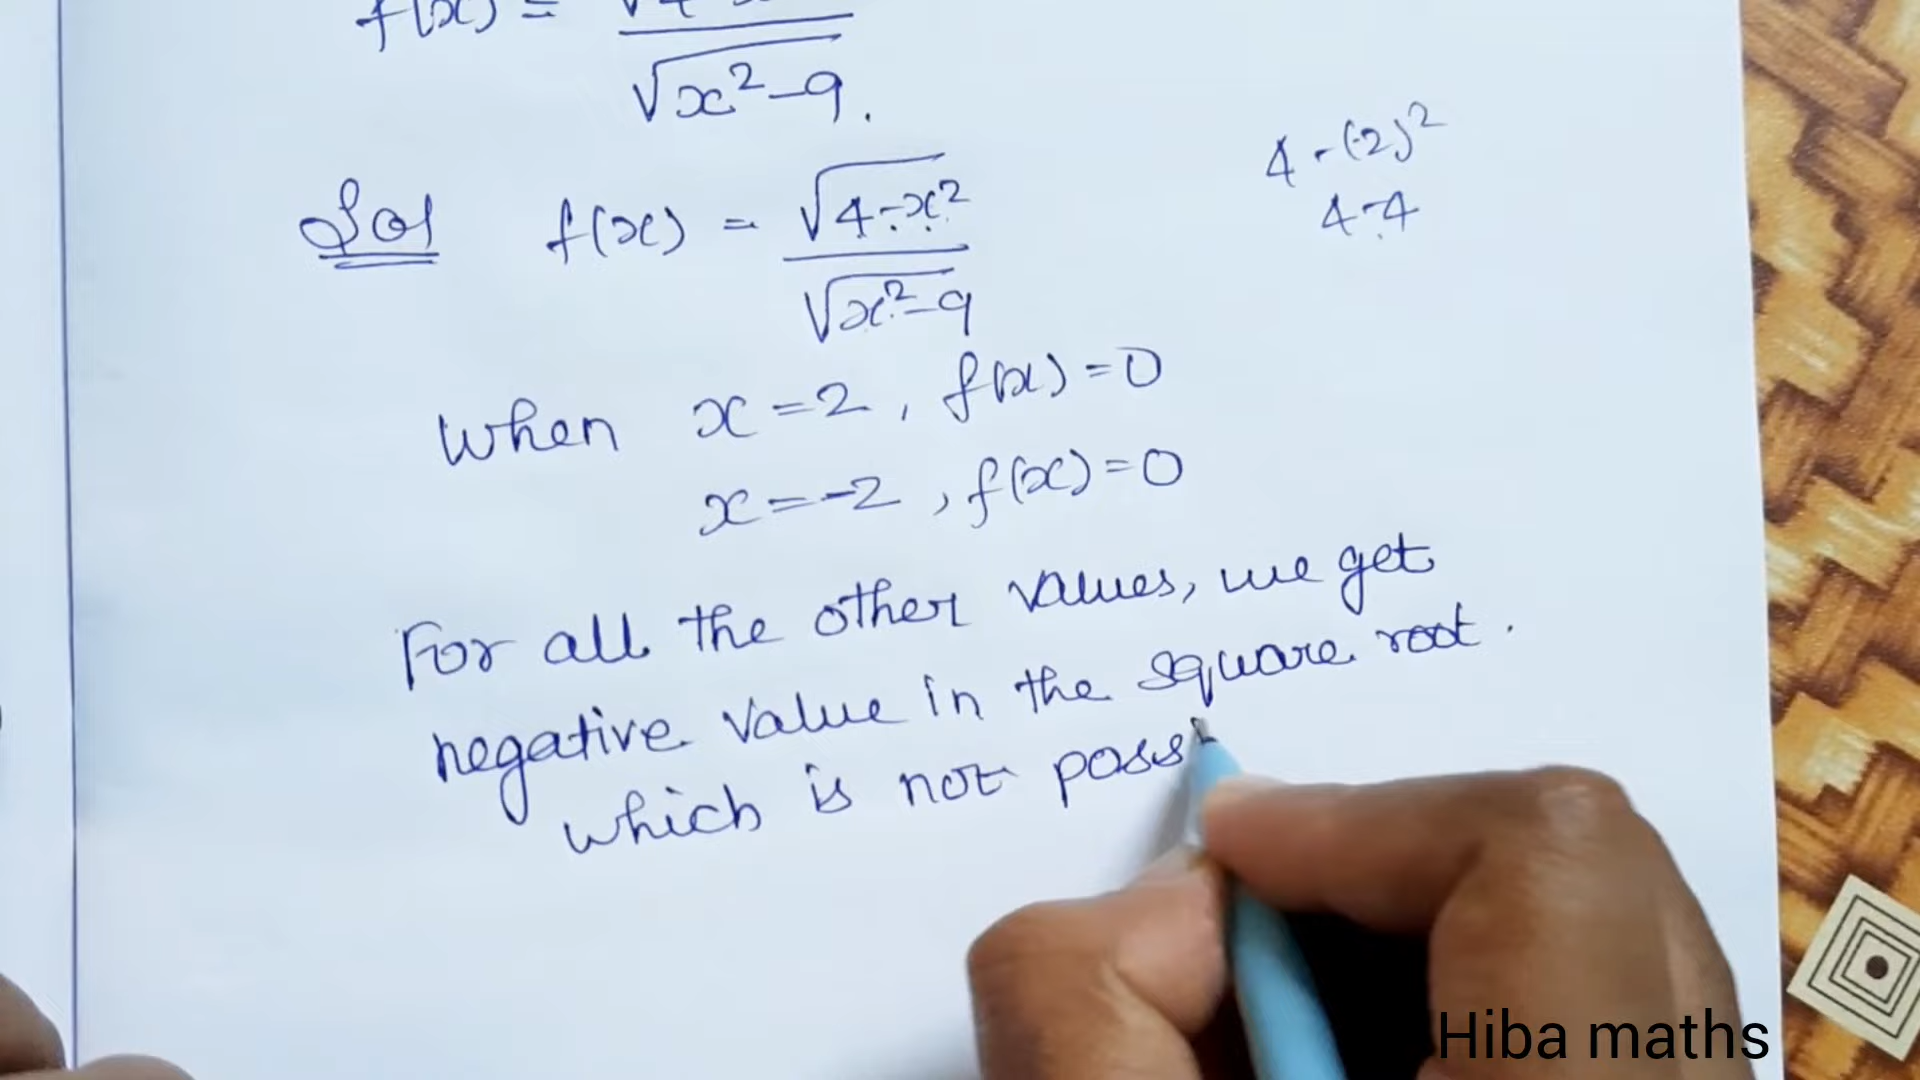 f(x) = √4-x
√x²-9.
Sol f(x) = √4-x²
√x²-9
4-(-2)²
4-4
When x=2, f(x)=0
x=-2, f(x)=0
For all the other values, we get
negative value in the square root.
which is not poss
Hiba maths